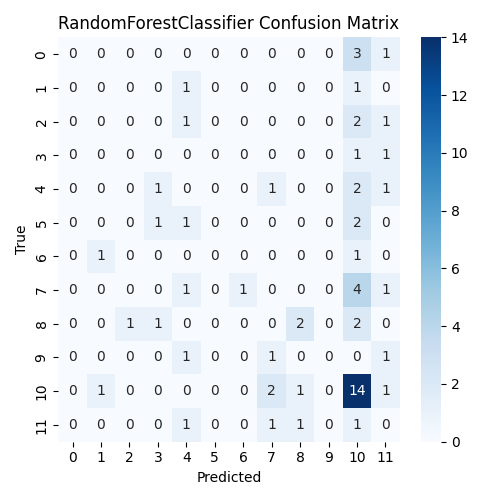 RandomForestClassifier Confusion Matrix
0 0 0 0 0 0 0 0 0 0 0 3 1
1 0 0 0 0 1 0 0 0 0 0 1 0
2 0 0 0 0 1 0 0 0 0 0 2 1
3 0 0 0 0 0 0 0 0 0 0 1 1
4 0 0 0 1 0 0 0 1 0 0 2 1
5 0 0 0 1 1 0 0 0 0 0 2 0
6 0 1 0 0 0 0 0 0 0 0 1 0
7 0 0 0 0 1 0 1 0 0 0 4 1
8 0 0 1 1 0 0 0 0 2 0 2 0
9 0 0 0 0 1 0 0 1 0 0 0 1
10 0 1 0 0 0 0 0 2 1 0 14 1
11 0 0 0 0 1 0 0 1 1 0 1 0
0 1 2 3 4 5 6 7 8 9 10 11
Predicted
True
14
12
10
8
6
4
2
0